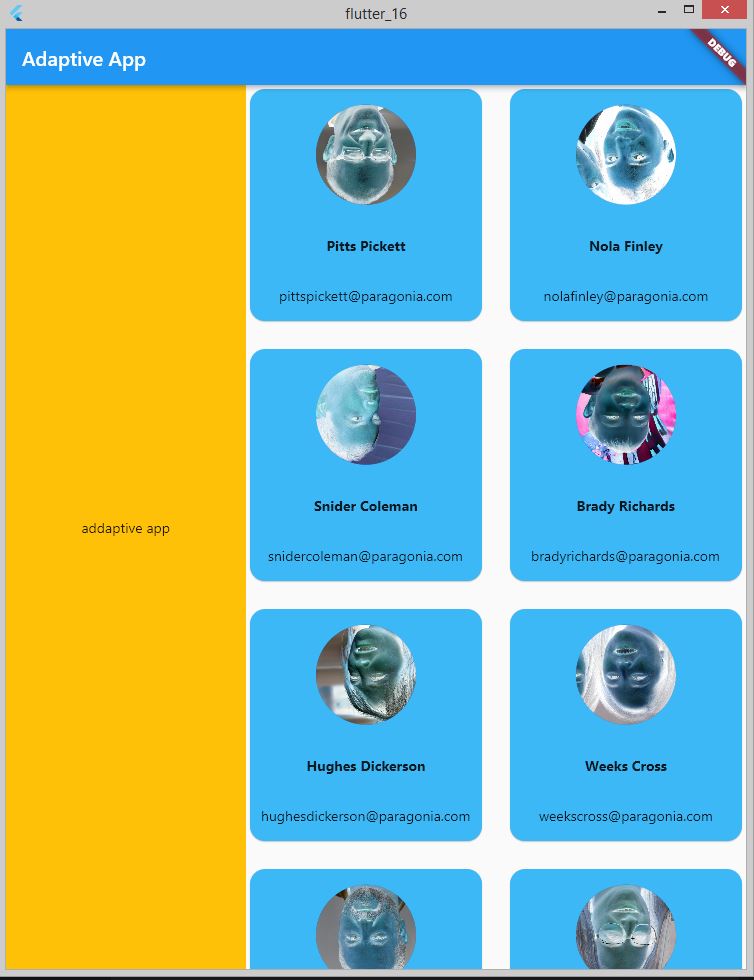 flutter_16
Adaptive App
DEBUG
addaptive app
Pitts Pickett
pittspickett@paragonia.com
Nola Finley
nolafinley@paragonia.com
Snider Coleman
snidercoleman@paragonia.com
Brady Richards
bradyrichards@paragonia.com
Hughes Dickerson
hughesdickerson@paragonia.com
Weeks Cross
weekscross@paragonia.com